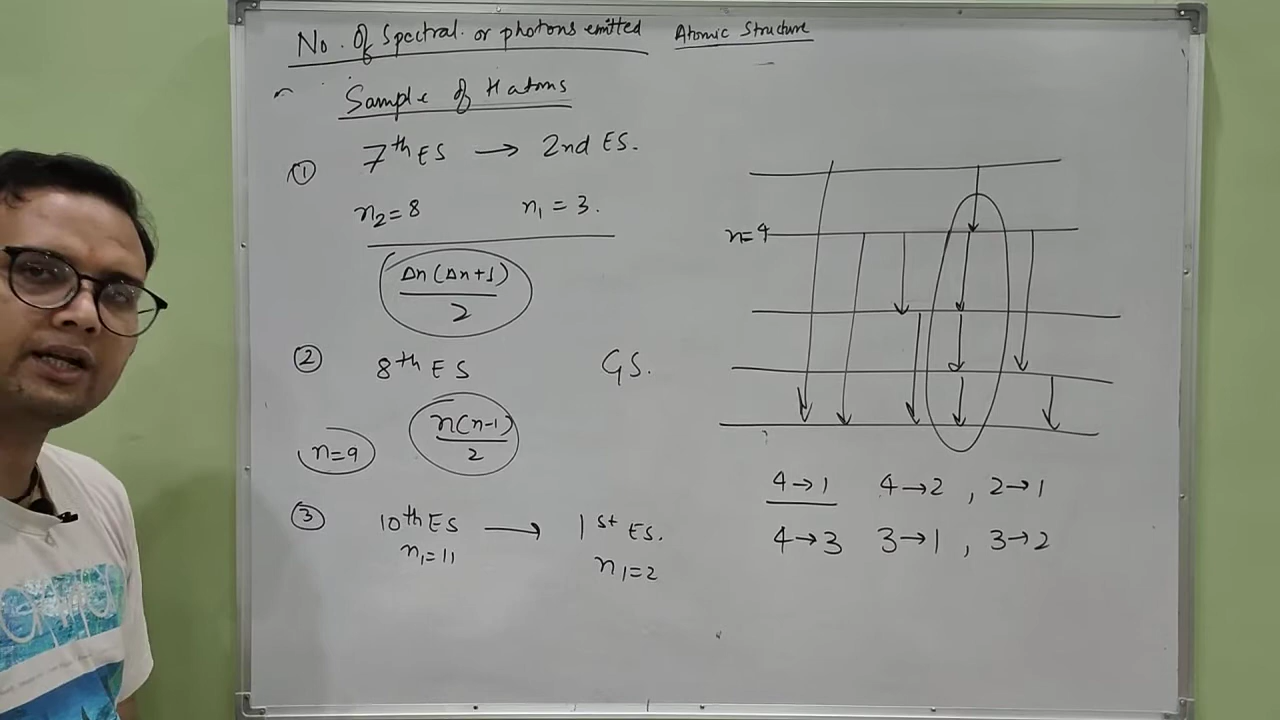 No. Of Spectral. or photons emitted Atomic Structure
Sample of H atoms
① 7th ES → 2nd ES.
n2=8 n1=3.
Δn(Δn+1)
2
② 8th ES GS.
n(n-1)
2
n=9
③ 10th ES → 1st ES.
n1=11 n1=2
n=4
4→1 4→2 , 2→1
4→3 3→1 , 3→2